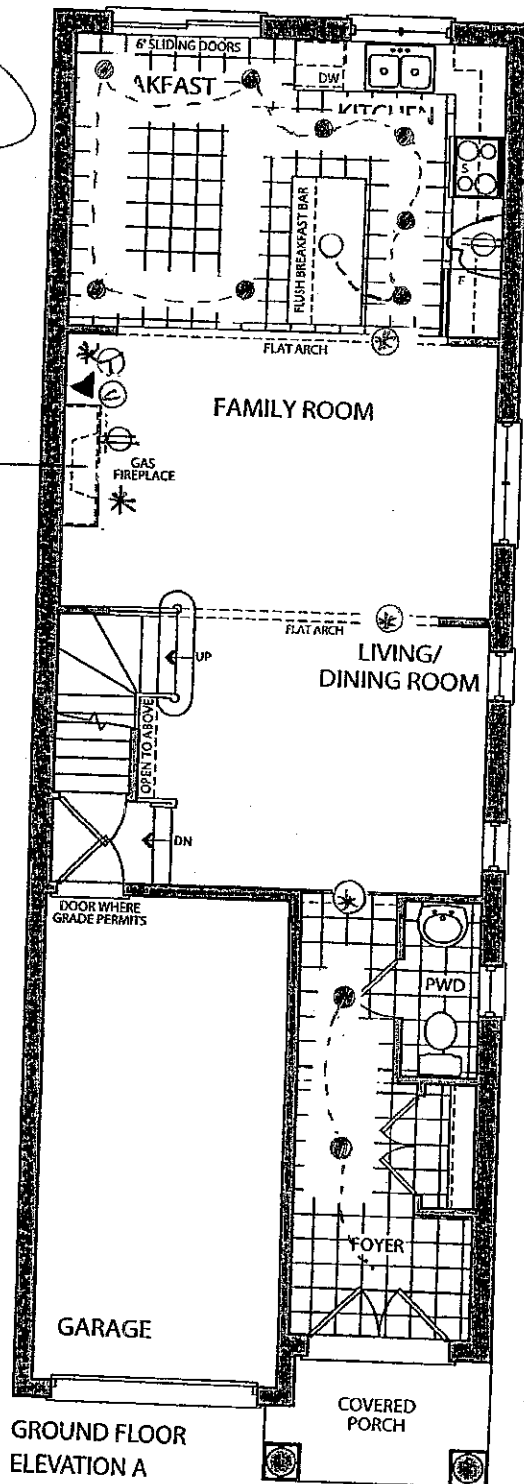 6' SLIDING DOORS
AKFAST
DW
KITCHEN
S
FLUSH BREAKFAST BAR
F
FLAT ARCH
FAMILY ROOM
GAS
FIREPLACE
FLAT ARCH
UP
LIVING/
DINING ROOM
OPEN TO ABOVE
DN
DOOR WHERE
GRADE PERMITS
PWD
FOYER
GARAGE
COVERED
PORCH
GROUND FLOOR
ELEVATION A